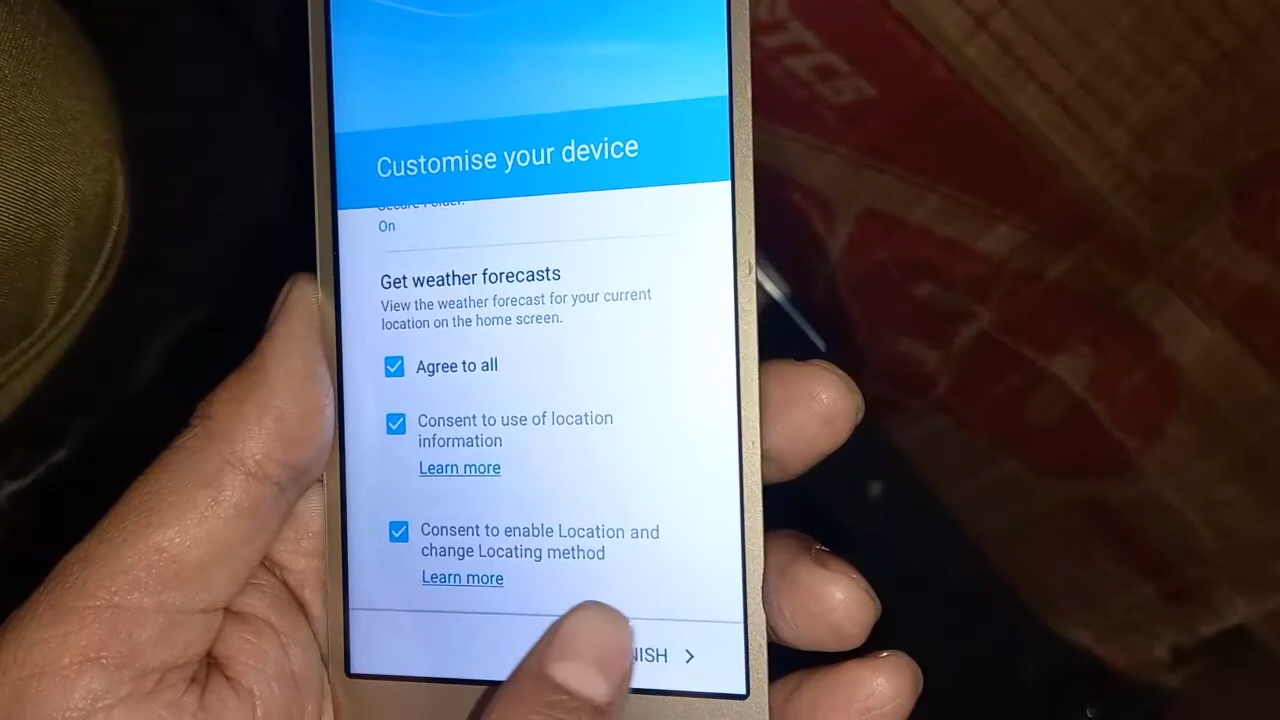 Customise your device
Secure Folder.
On
Get weather forecasts
View the weather forecast for your current
location on the home screen.
Agree to all
Consent to use of location
information
Learn more
Consent to enable Location and
change Locating method
Learn more
NISH >